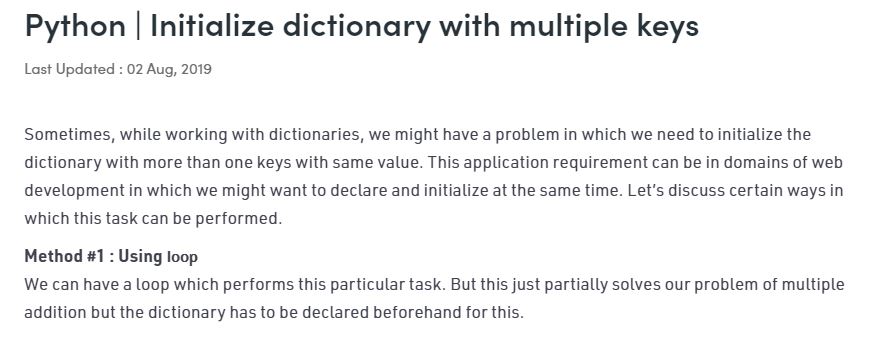 Python | Initialize dictionary with multiple keys
Last Updated : 02 Aug, 2019
Sometimes, while working with dictionaries, we might have a problem in which we need to initialize the
dictionary with more than one keys with same value. This application requirement can be in domains of web
development in which we might want to declare and initialize at the same time. Let’s discuss certain ways in
which this task can be performed.
Method #1 : Using loop
We can have a loop which performs this particular task. But this just partially solves our problem of multiple
addition but the dictionary has to be declared beforehand for this.